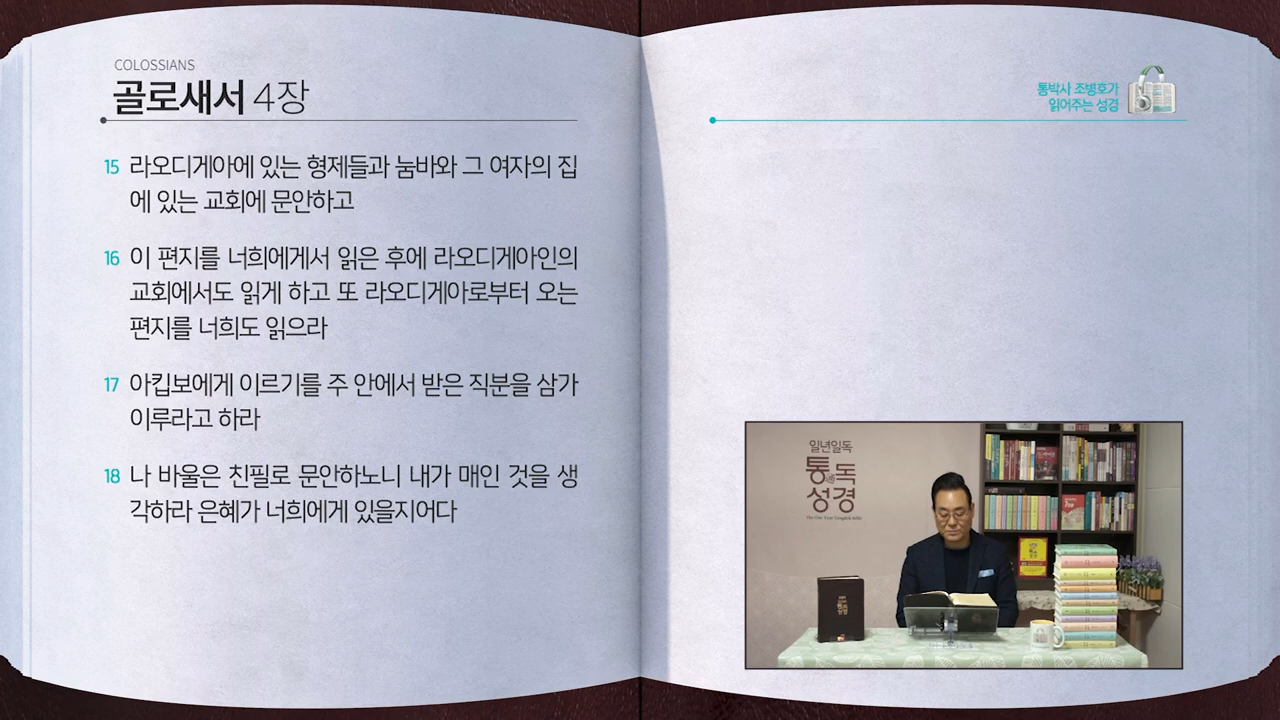 COLOSSIANS
골로새서 4장
15 라오디게아에 있는 형제들과 눔바와 그 여자의 집
에 있는 교회에 문안하고
16 이 편지를 너희에게서 읽은 후에 라오디게아인의
교회에서도 읽게 하고 또 라오디게아로부터 오는
편지를 너희도 읽으라
17 아킵보에게 이르기를 주 안에서 받은 직분을 삼가
이루라고 하라
18 나 바울은 친필로 문안하노니 내가 매인 것을 생
각하라 은혜가 너희에게 있을지어다
통박사 조병호가
읽어주는 성경
일년일독
통독
성경